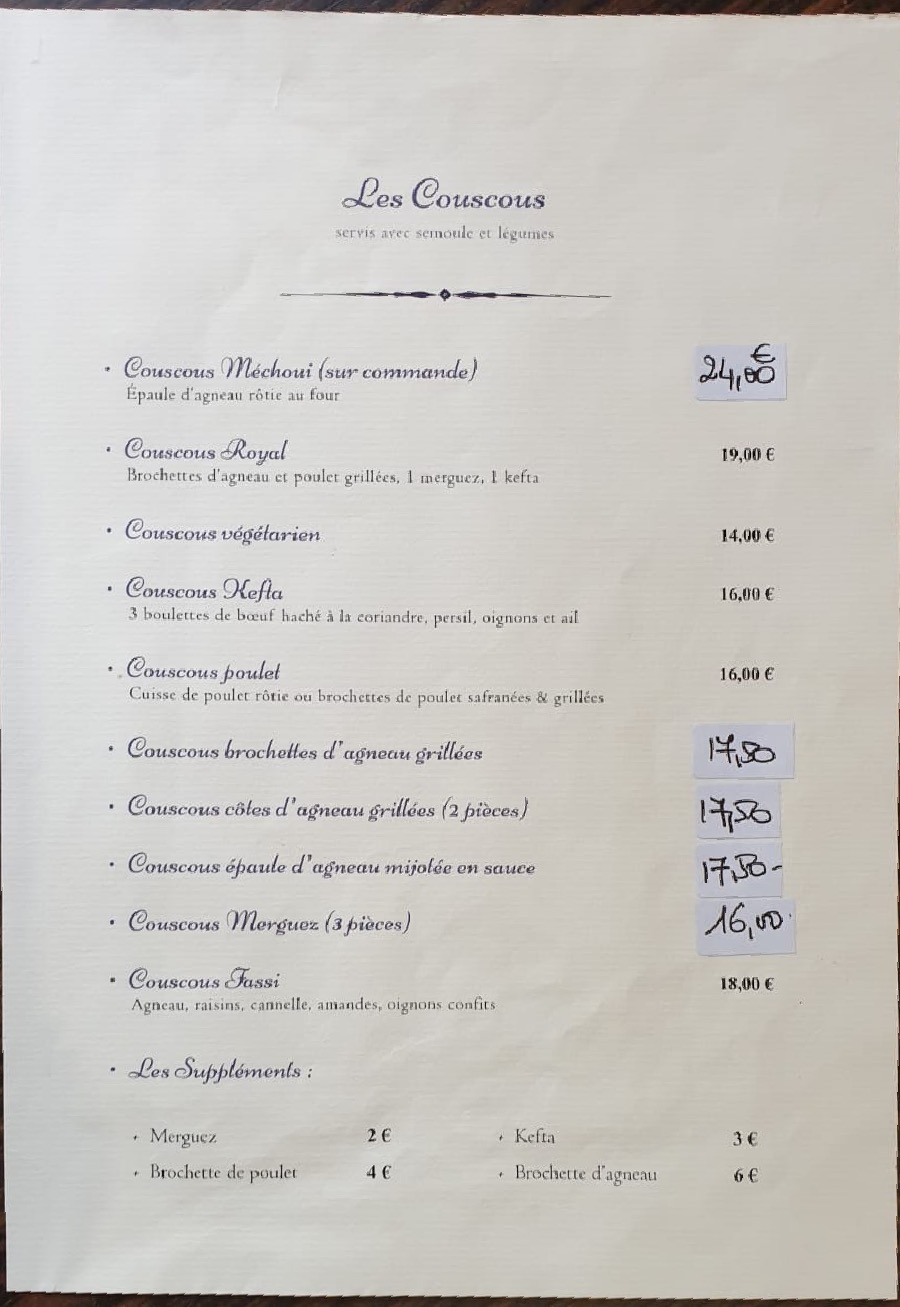 Les Couscous
servis avec semoule et légumes
• Couscous Méchoui (sur commande) 24,00 €
Épaule d'agneau rôtie au four
• Couscous Royal 19,00 €
Brochettes d'agneau et poulet grillées, 1 merguez, 1 kefta
• Couscous végétarien 14,00 €
• Couscous Kefta 16,00 €
3 boulettes de bœuf haché à la coriandre, persil, oignons et ail
• Couscous poulet 16,00 €
Cuisse de poulet rôtie ou brochettes de poulet safranées & grillées
• Couscous brochettes d'agneau grillées 17,50
• Couscous côtes d'agneau grillées (2 pièces) 17,50
• Couscous épaule d'agneau mijotée en sauce 17,50-
• Couscous Merguez (3 pièces) 16,00
• Couscous Fassi 18,00 €
Agneau, raisins, cannelle, amandes, oignons confits
• Les Suppléments :
Merguez 2 € Kefta 3 €
Brochette de poulet 4 € Brochette d'agneau 6 €